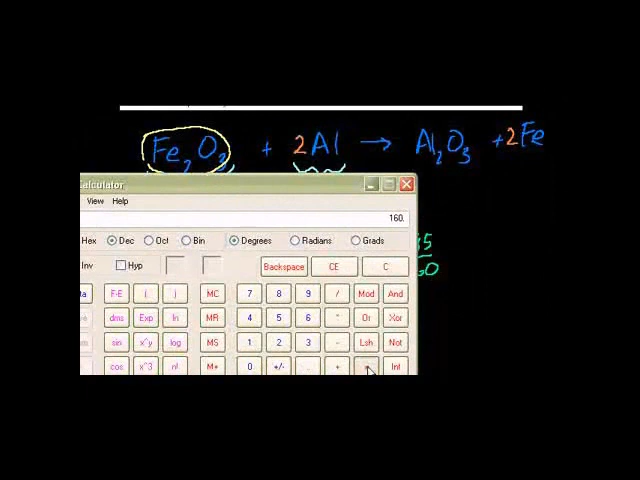 Fe₂O₃ + 2Al → Al₂O₃ + 2Fe
Calculator
View Help
160.
Hex Dec Oct Bin Degrees Radians Grads
Inv Hyp Backspace CE C
F-E ( ) MC 7 8 9 / Mod And
dms Exp ln MR 4 5 6 * Or Xor
sin x^y log MS 1 2 3 - Lsh Not
cos x^3 n! M+ 0 +/- . + = Int